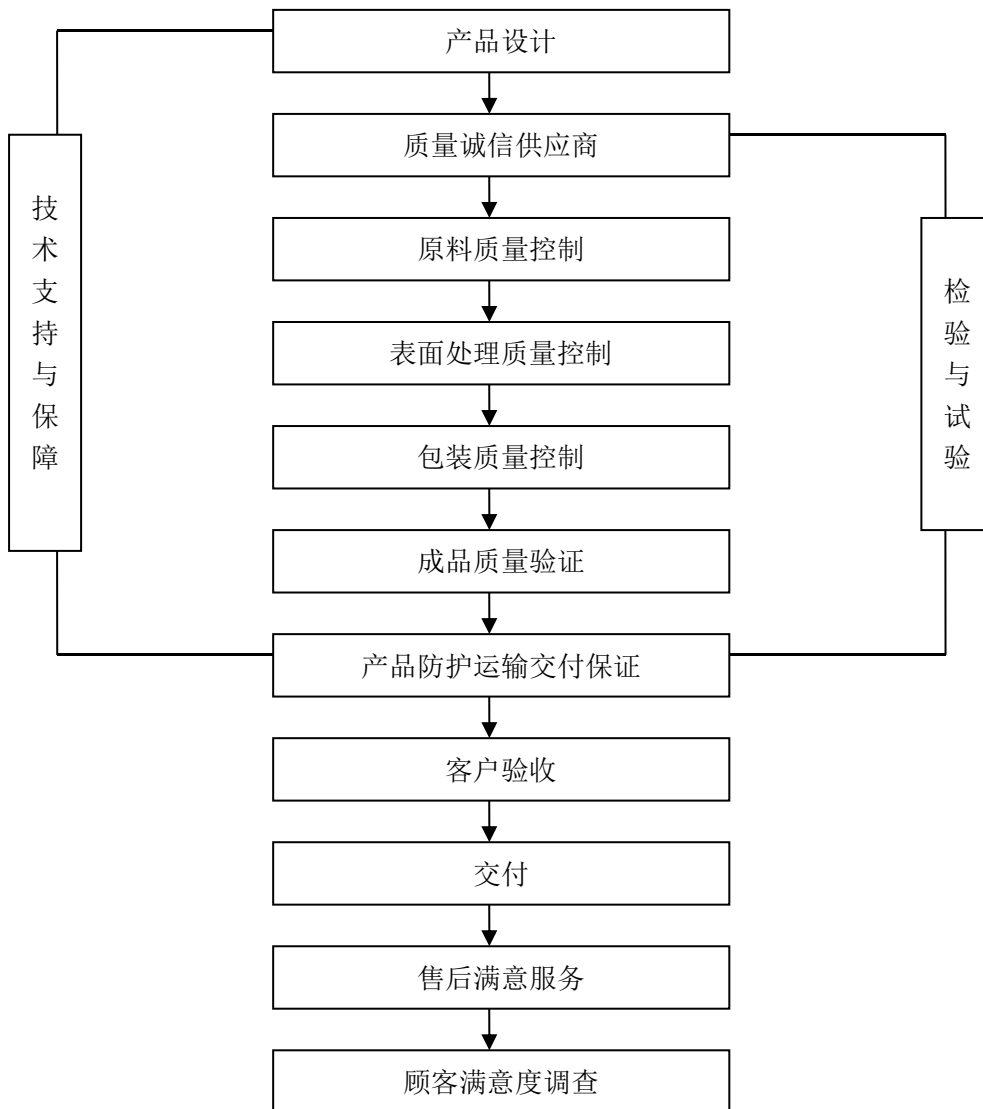 产品设计
质量诚信供应商
原料质量控制
表面处理质量控制
包装质量控制
成品质量验证
产品防护运输交付保证
客户验收
交付
售后满意服务
顾客满意度调查
技术支持与保障
检验与试验